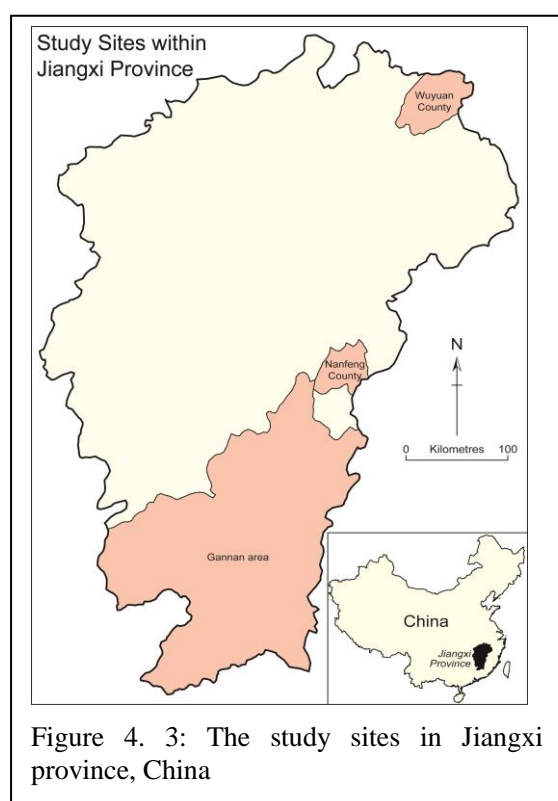 Study Sites within
Jiangxi Province
Wuyuan
County
Nanfeng
County
N
0 Kilometres 100
Gannan area
China
Jiangxi
Province
Figure 4. 3: The study sites in Jiangxi
province, China